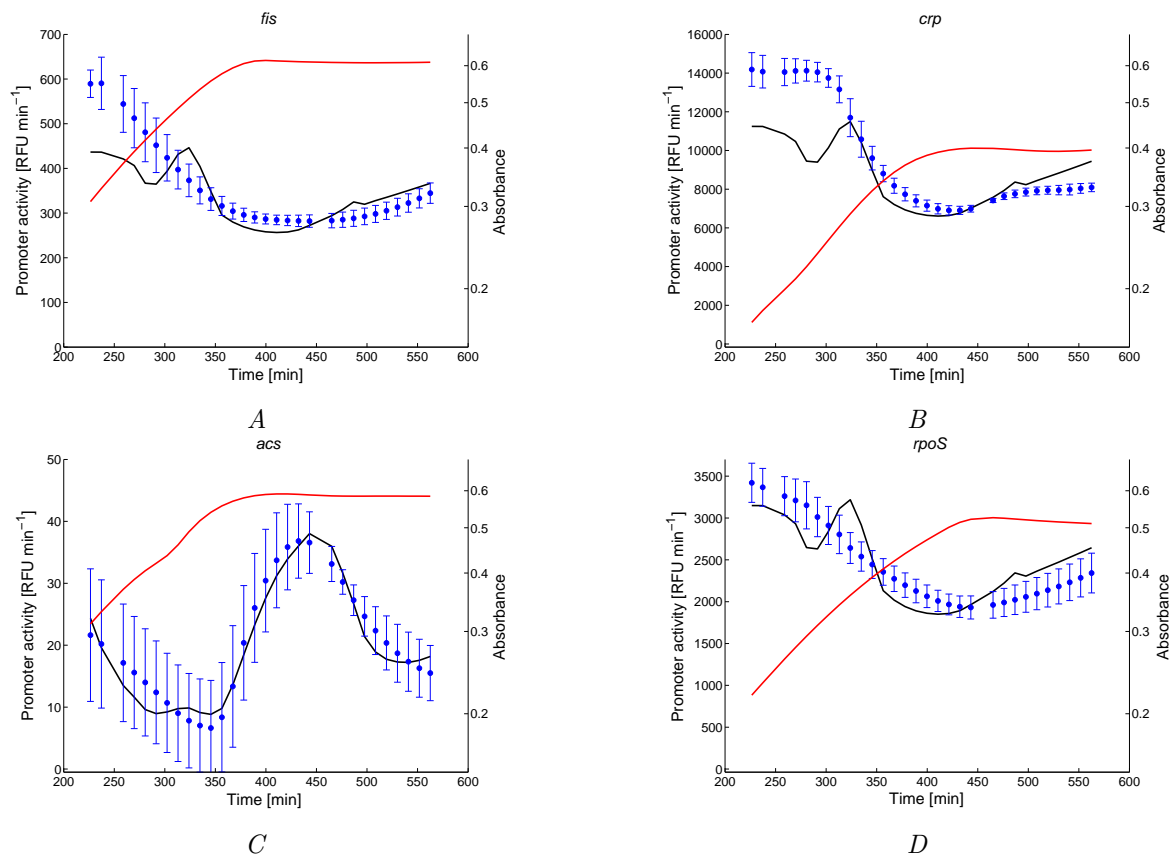 fis
700
600
500
400
300
200
100
0
Promoter activity [RFU min⁻¹]
0.6
0.5
0.4
0.3
0.2
Absorbance
200 250 300 350 400 450 500 550 600
Time [min]
A
crp
16000
14000
12000
10000
8000
6000
4000
2000
0
Promoter activity [RFU min⁻¹]
0.6
0.5
0.4
0.3
0.2
Absorbance
200 250 300 350 400 450 500 550 600
Time [min]
B
acs
50
40
30
20
10
0
Promoter activity [RFU min⁻¹]
0.6
0.5
0.4
0.3
0.2
Absorbance
200 250 300 350 400 450 500 550 600
Time [min]
C
rpoS
3500
3000
2500
2000
1500
1000
500
0
Promoter activity [RFU min⁻¹]
0.6
0.5
0.4
0.3
0.2
Absorbance
200 250 300 350 400 450 500 550 600
Time [min]
D